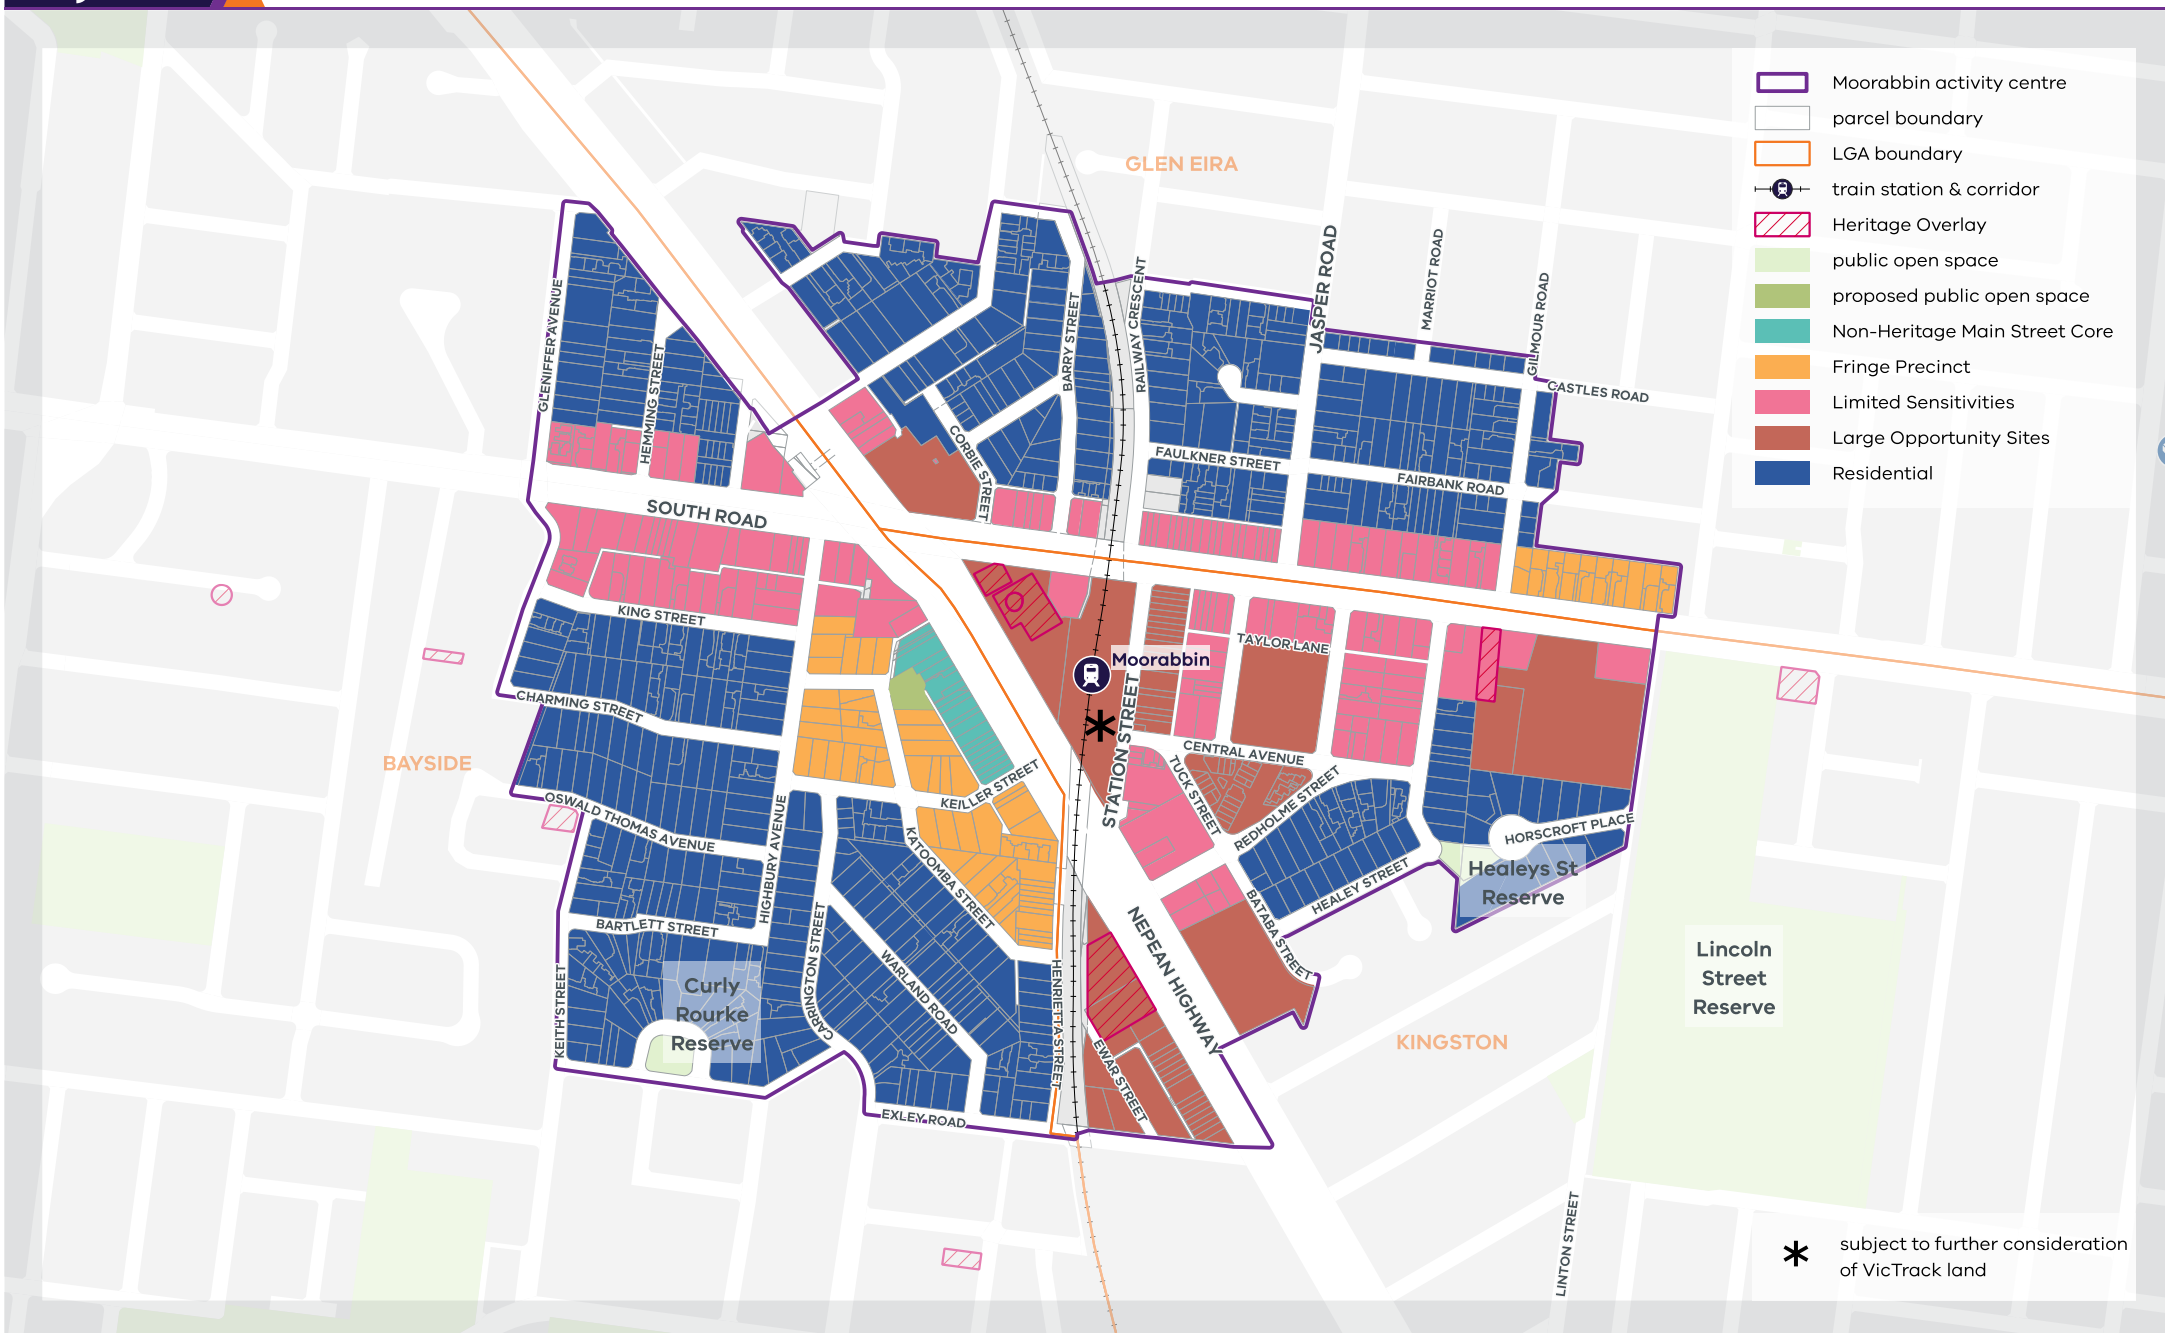 GLEN EIRA
Moorabbin activity centre
parcel boundary
LGA boundary
train station & corridor
Heritage Overlay
public open space
proposed public open space
Non-Heritage Main Street Core
Fringe Precinct
Limited Sensitivities
Large Opportunity Sites
Residential
GLENIFFER AVENUE
HEMMING STREET
BARRY STREET
RAILWAY CRESCENT
JASPER ROAD
MARRIOT ROAD
GILMOUR ROAD
CASTLES ROAD
CORBIE STREET
FAULKNER STREET
FAIRBANK ROAD
SOUTH ROAD
KING STREET
TAYLOR LANE
Moorabbin
CHARMING STREET
STATION STREET
CENTRAL AVENUE
BAYSIDE
KEILLER STREET
TUCK STREET
REDHOLME STREET
OSWALD THOMAS AVENUE
HIGHBURY AVENUE
KATOOMBA STREET
HORSCROFT PLACE
Healeys St
Reserve
HEALEY STREET
BATABA STREET
BARTLETT STREET
CARRINGTON STREET
WARLAND ROAD
NEPEAN HIGHWAY
Lincoln
Street
Reserve
KEITH STREET
Curly
Rourke
Reserve
HENRIETTA STREET
EWAR STREET
KINGSTON
EXLEY ROAD
LINTON STREET
subject to further consideration
of VicTrack land